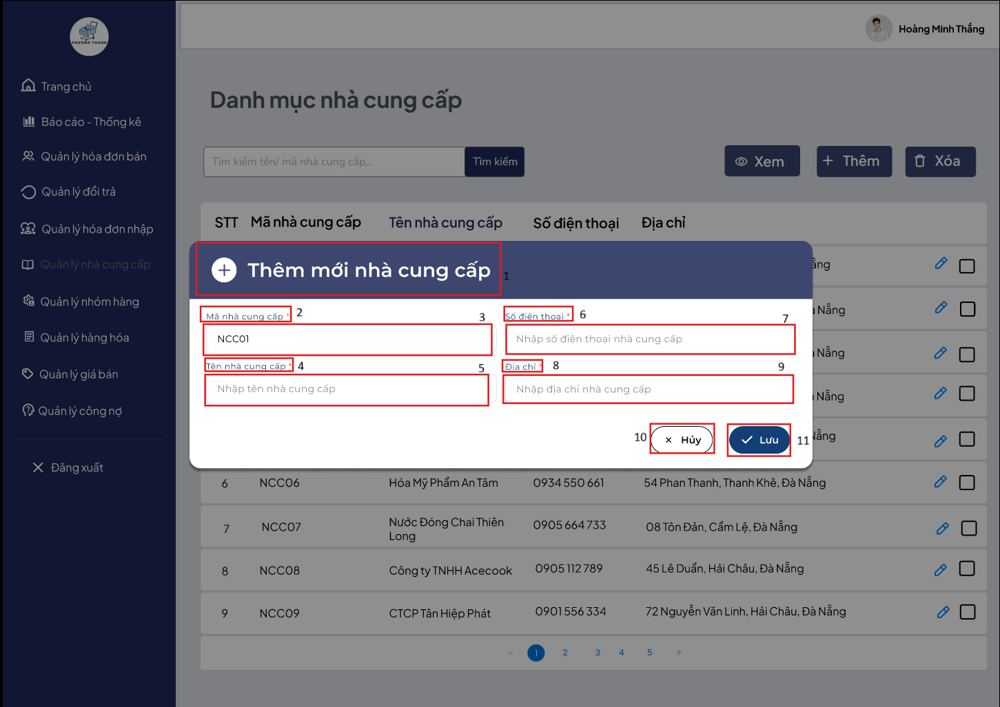 PHƯƠNG THANH
Hoàng Minh Thắng
Trang chủ
Báo cáo - Thống kê
Quản lý hóa đơn bán
Quản lý đổi trả
Quản lý hóa đơn nhập
Quản lý nhà cung cấp
Quản lý nhóm hàng
Quản lý hàng hóa
Quản lý giá bán
Quản lý công nợ
Đăng xuất
Danh mục nhà cung cấp
Tìm kiếm tên/ mã nhà cung cấp,.. Tìm kiếm
Xem + Thêm Xóa
STT Mã nhà cung cấp Tên nhà cung cấp Số điện thoại Địa chỉ
Thêm mới nhà cung cấp 1
Mã nhà cung cấp * 2 3 Số điện thoại * 6 7
NCC01 Nhập số điện thoại nhà cung cấp
Tên nhà cung cấp * 4 5 Địa chỉ * 8 9
Nhập tên nhà cung cấp Nhập địa chỉ nhà cung cấp
10 × Hủy Lưu 11
Nẵng
Nẵng
6 NCC06 Hóa Mỹ Phẩm An Tâm 0934 550 661 54 Phan Thanh, Thanh Khê, Đà Nẵng
7 NCC07 Nước Đóng Chai Thiên Long 0905 664 733 08 Tôn Đản, Cẩm Lệ, Đà Nẵng
8 NCC08 Công ty TNHH Acecook 0905 112 789 45 Lê Duẩn, Hải Châu, Đà Nẵng
9 NCC09 CTCP Tân Hiệp Phát 0901 556 334 72 Nguyễn Văn Linh, Hải Châu, Đà Nẵng
« 1 2 3 4 5 »